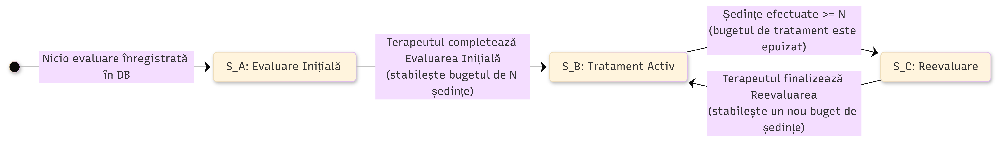 Nicio evaluare înregistrată
în DB
S_A: Evaluare Inițială
Terapeutul completează
Evaluarea Inițială
(stabilește bugetul de N
ședințe)
S_B: Tratament Activ
Ședințe efectuate >= N
(bugetul de tratament este
epuizat)
Terapeutul finalizează
Reevaluarea
(stabilește un nou buget de
ședințe)
S_C: Reevaluare